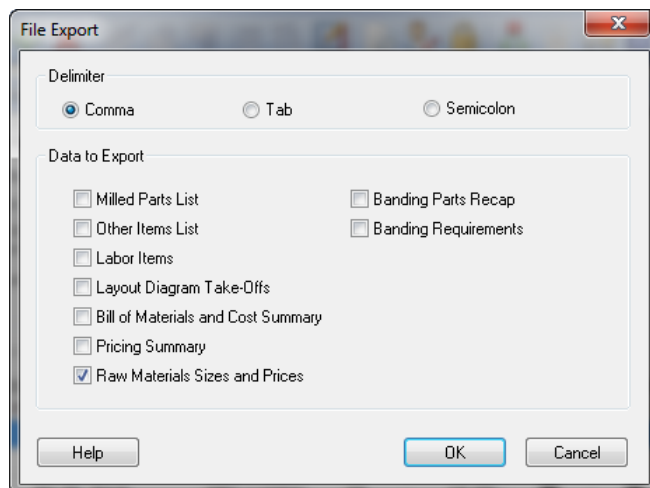 File Export
Delimiter
Comma
Tab
Semicolon
Data to Export
Milled Parts List
Banding Parts Recap
Other Items List
Banding Requirements
Labor Items
Layout Diagram Take-Offs
Bill of Materials and Cost Summary
Pricing Summary
Raw Materials Sizes and Prices
Help
OK
Cancel